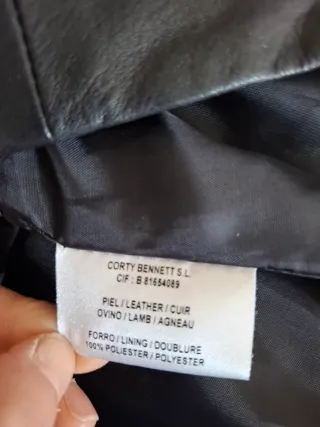 CORTY BENNETT S.L.
CIF : B 81654089
PIEL / LEATHER / CUIR
OVINO / LAMB / AGNEAU
FORRO / LINING / DOUBLURE
100% POLIESTER / POLYESTER